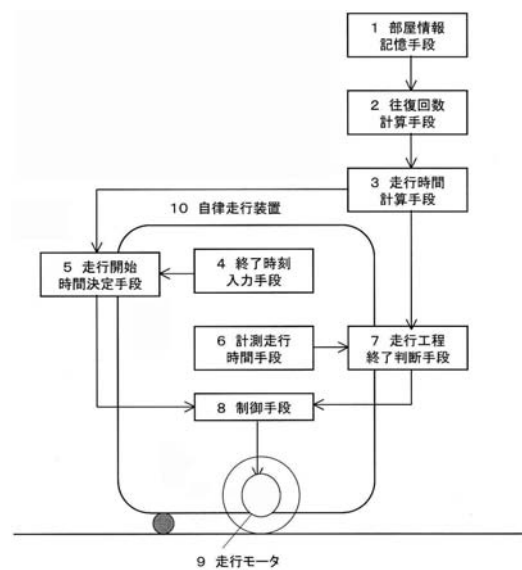 1 部屋情報
記憶手段
2 往復回数
計算手段
3 走行時間
計算手段
10 自律走行装置
5 走行開始
時間決定手段
4 終了時刻
入力手段
6 計測走行
時間手段
7 走行工程
終了判断手段
8 制御手段
9 走行モータ